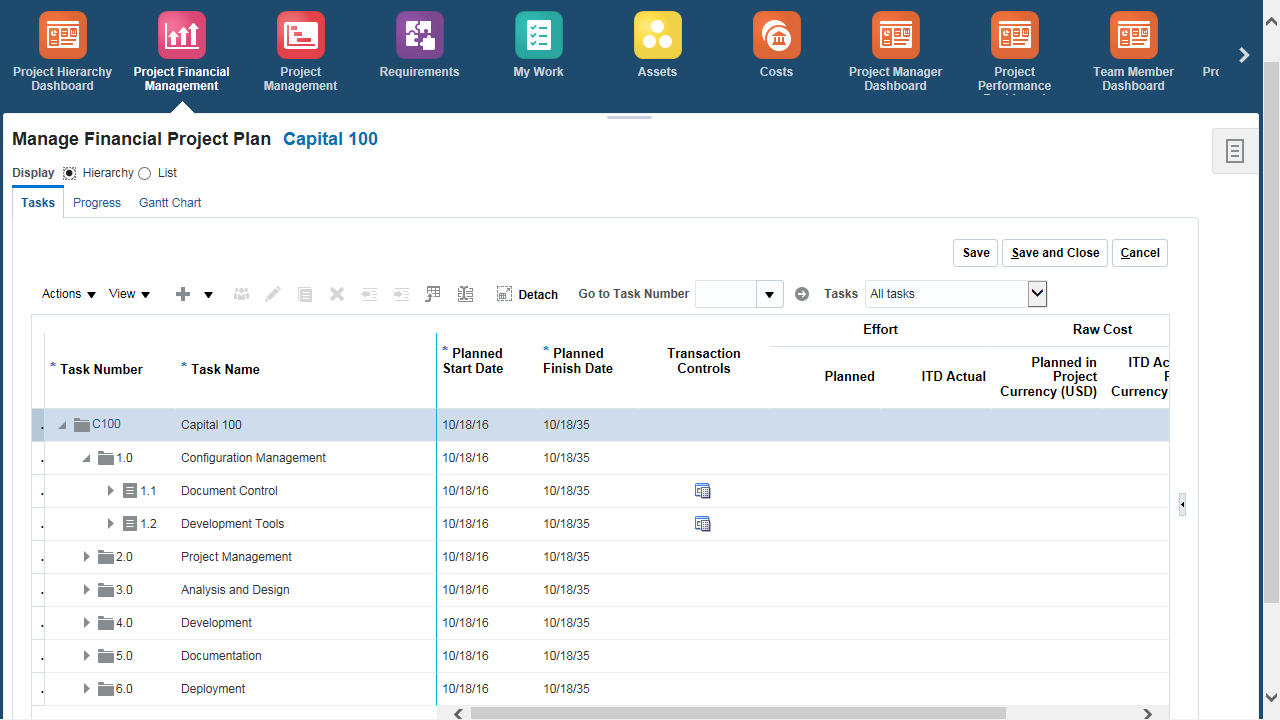 Project Hierarchy Dashboard
Project Financial Management
Project Management
Requirements
My Work
Assets
Costs
Project Manager Dashboard
Project Performance
Team Member Dashboard
Manage Financial Project Plan Capital 100
Display Hierarchy List
Tasks Progress Gantt Chart
Save Save and Close Cancel
Actions View Detach Go to Task Number Tasks All tasks
Effort Raw Cost
* Task Number * Task Name * Planned Start Date * Planned Finish Date Transaction Controls Planned ITD Actual Planned in Project Currency (USD) ITD Currency
C100 Capital 100 10/18/16 10/18/35
1.0 Configuration Management 10/18/16 10/18/35
1.1 Document Control 10/18/16 10/18/35
1.2 Development Tools 10/18/16 10/18/35
2.0 Project Management 10/18/16 10/18/35
3.0 Analysis and Design 10/18/16 10/18/35
4.0 Development 10/18/16 10/18/35
5.0 Documentation 10/18/16 10/18/35
6.0 Deployment 10/18/16 10/18/35